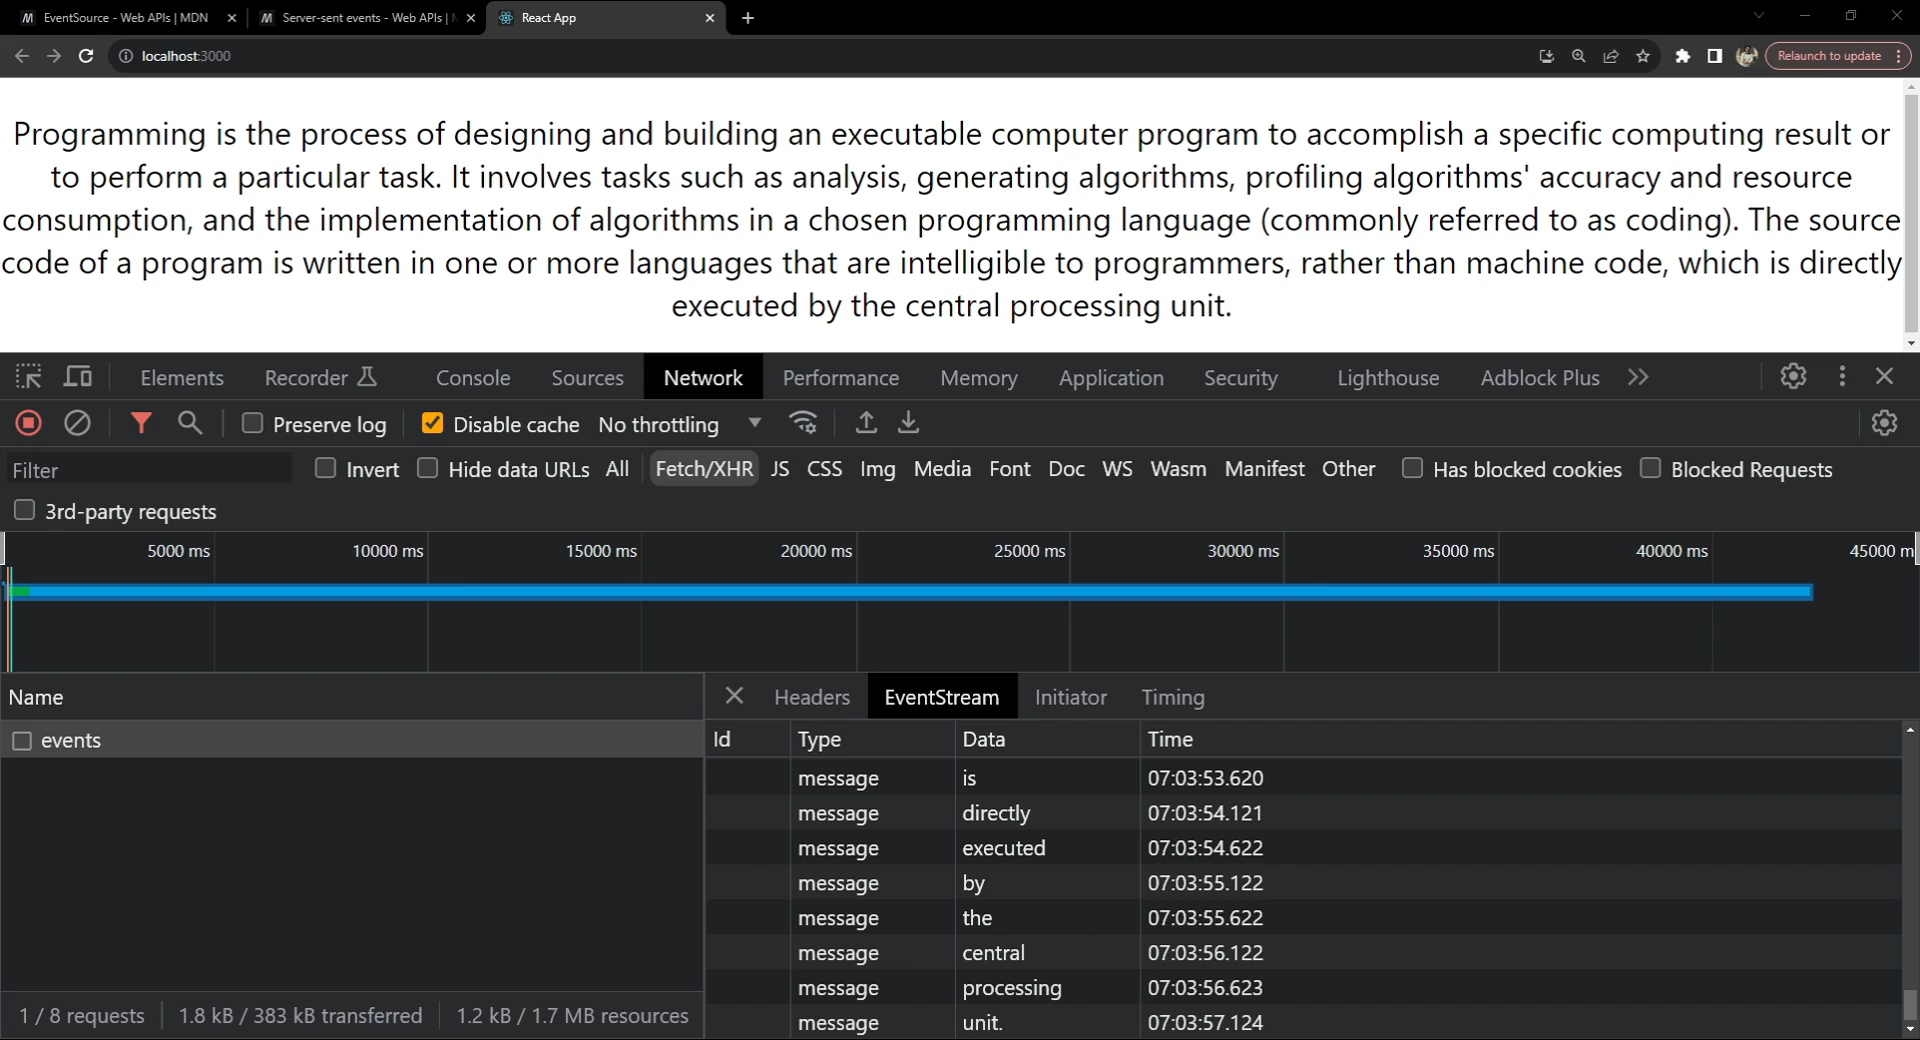 EventSource - Web APIs | MDN
Server-sent events - Web APIs |
React App
localhost:3000
Relaunch to update
Programming is the process of designing and building an executable computer program to accomplish a specific computing result or
to perform a particular task. It involves tasks such as analysis, generating algorithms, profiling algorithms' accuracy and resource
consumption, and the implementation of algorithms in a chosen programming language (commonly referred to as coding). The source
code of a program is written in one or more languages that are intelligible to programmers, rather than machine code, which is directly
executed by the central processing unit.
Elements Recorder Console Sources Network Performance Memory Application Security Lighthouse Adblock Plus
Preserve log Disable cache No throttling
Filter Invert Hide data URLs All Fetch/XHR JS CSS Img Media Font Doc WS Wasm Manifest Other Has blocked cookies Blocked Requests
3rd-party requests
5000 ms 10000 ms 15000 ms 20000 ms 25000 ms 30000 ms 35000 ms 40000 ms 45000 m
Name
events
1 / 8 requests 1.8 kB / 383 kB transferred 1.2 kB / 1.7 MB resources
Headers EventStream Initiator Timing
Id Type Data Time
message is 07:03:53.620
message directly 07:03:54.121
message executed 07:03:54.622
message by 07:03:55.122
message the 07:03:55.622
message central 07:03:56.122
message processing 07:03:56.623
message unit. 07:03:57.124